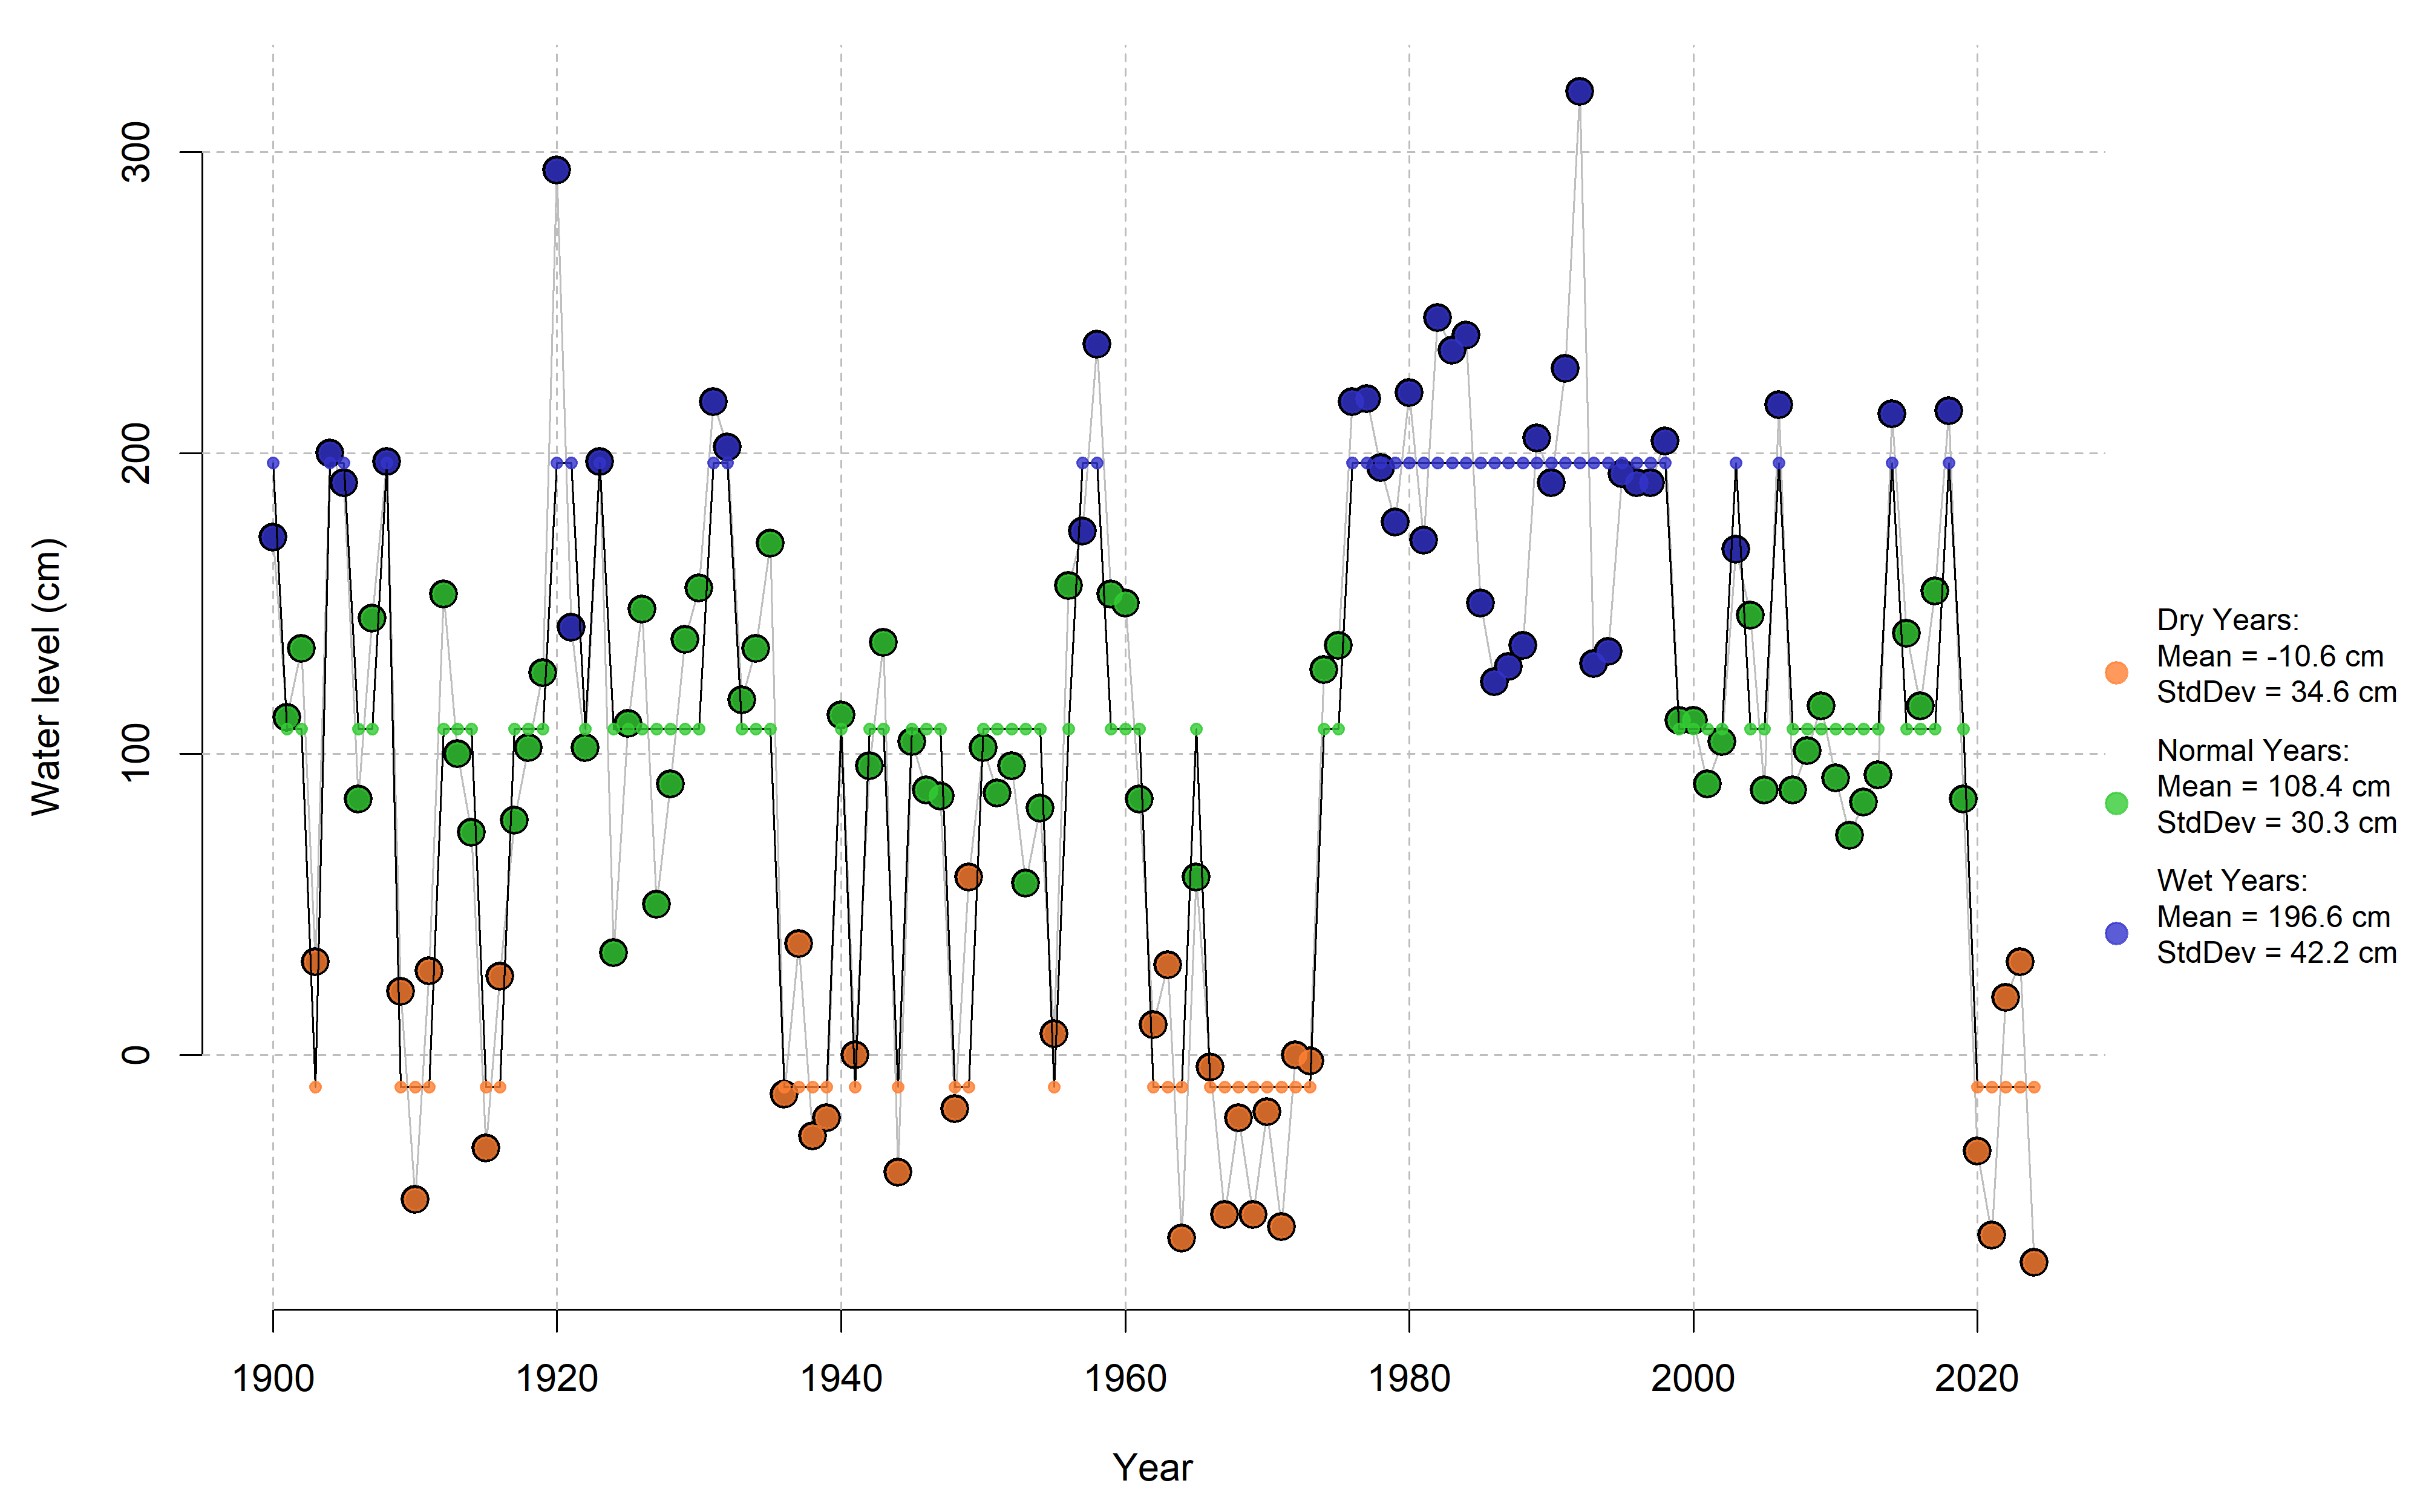 300
200
100
0
Water level (cm)
1900 1920 1940 1960 1980 2000 2020
Year
Dry Years:
Mean = -10.6 cm
StdDev = 34.6 cm
Normal Years:
Mean = 108.4 cm
StdDev = 30.3 cm
Wet Years:
Mean = 196.6 cm
StdDev = 42.2 cm